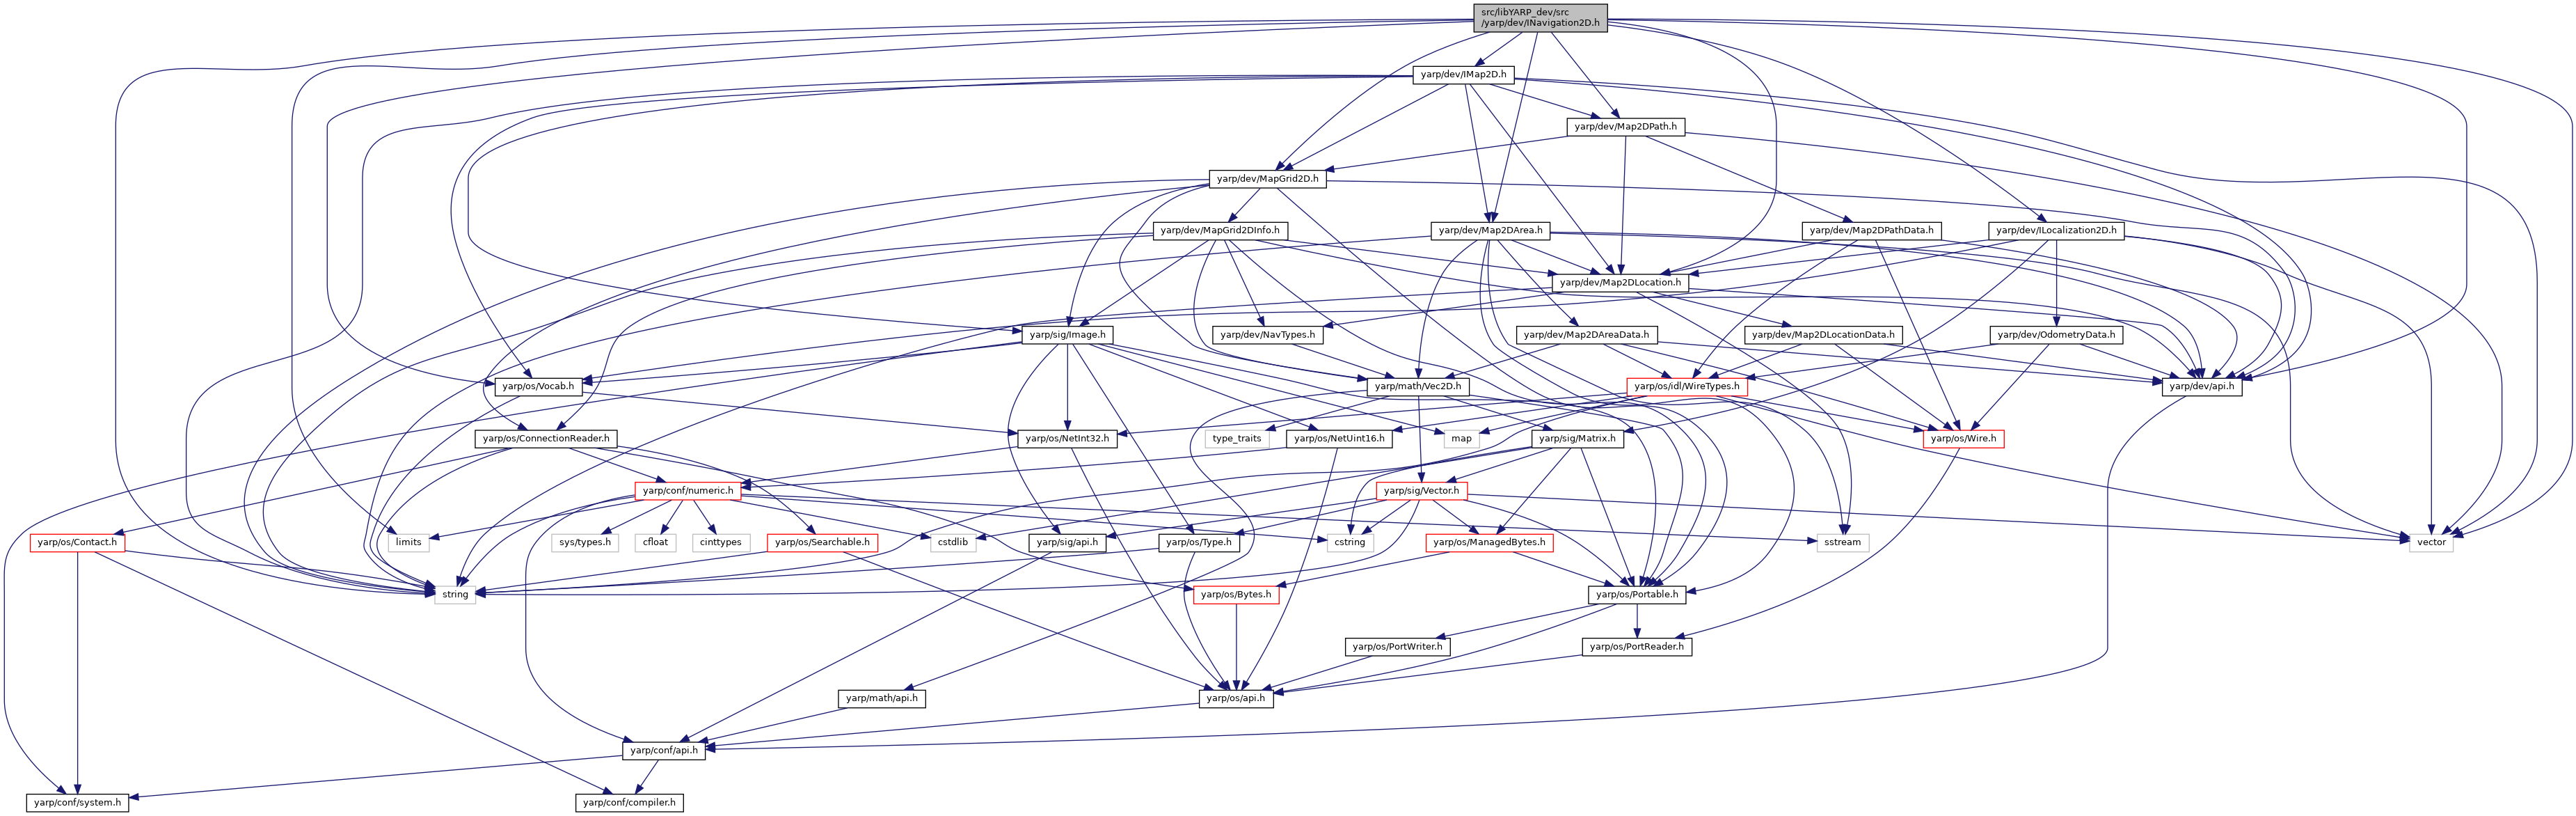 src/libYARP_dev/src
/yarp/dev/INavigation2D.h
yarp/dev/IMap2D.h
yarp/dev/Map2DPath.h
yarp/dev/MapGrid2D.h
yarp/dev/MapGrid2DInfo.h
yarp/dev/Map2DArea.h
yarp/dev/Map2DPathData.h
yarp/dev/ILocalization2D.h
yarp/dev/Map2DLocation.h
yarp/sig/Image.h
yarp/dev/NavTypes.h
yarp/dev/Map2DAreaData.h
yarp/dev/Map2DLocationData.h
yarp/dev/OdometryData.h
yarp/os/Vocab.h
yarp/math/Vec2D.h
yarp/os/idl/WireTypes.h
yarp/dev/api.h
yarp/os/ConnectionReader.h
yarp/os/NetInt32.h
type_traits
yarp/os/NetUint16.h
map
yarp/sig/Matrix.h
yarp/os/Wire.h
yarp/conf/numeric.h
yarp/sig/Vector.h
yarp/os/Contact.h
limits
sys/types.h
cfloat
cinttypes
yarp/os/Searchable.h
cstdlib
yarp/sig/api.h
yarp/os/Type.h
cstring
yarp/os/ManagedBytes.h
sstream
vector
string
yarp/os/Bytes.h
yarp/os/Portable.h
yarp/os/PortWriter.h
yarp/os/PortReader.h
yarp/math/api.h
yarp/os/api.h
yarp/conf/api.h
yarp/conf/system.h
yarp/conf/compiler.h